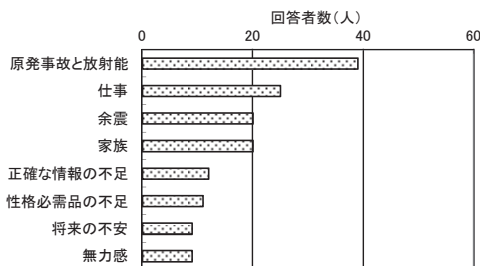 回答者数(人)
0 20 40 60
原発事故と放射能
仕事
余震
家族
正確な情報の不足
性格必需品の不足
将来の不安
無力感